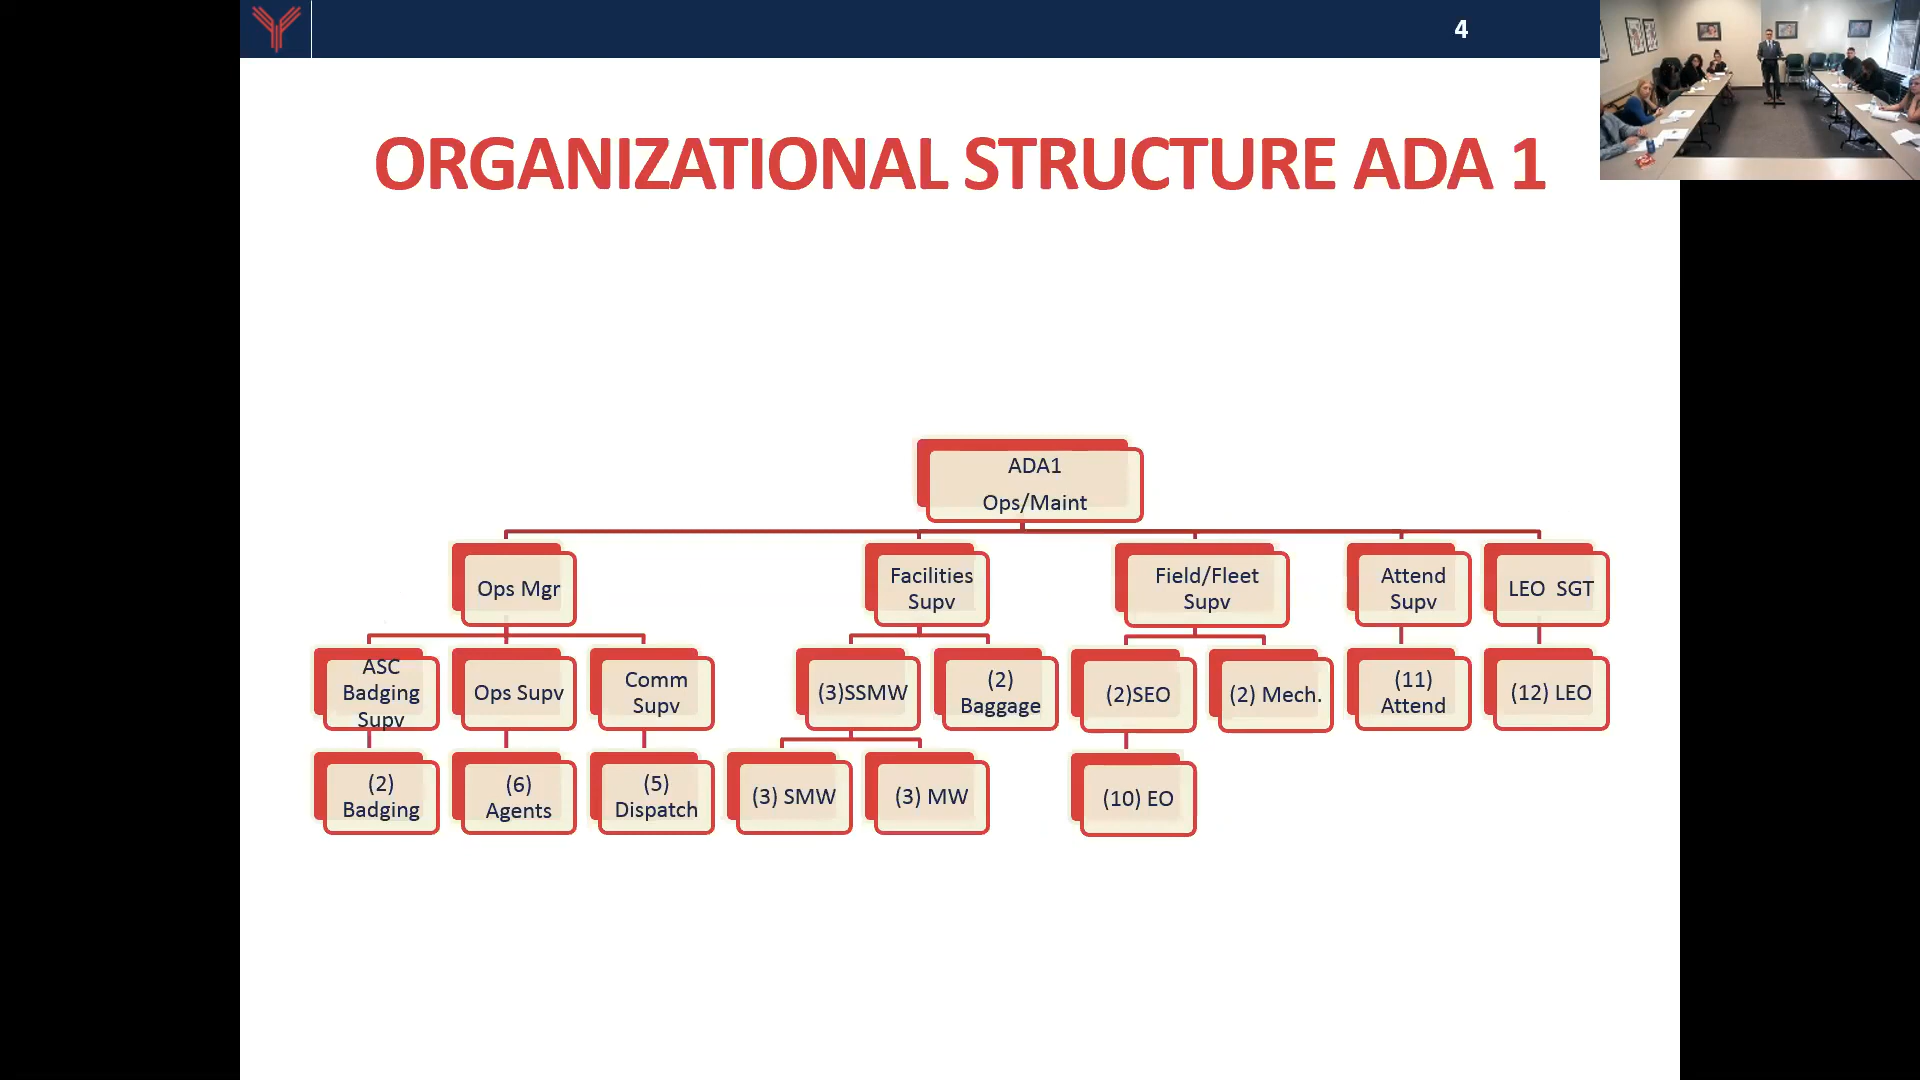 4
ORGANIZATIONAL STRUCTURE ADA 1
ADA1
Ops/Maint
Ops Mgr
Facilities
Supv
Field/Fleet
Supv
Attend
Supv
LEO SGT
ASC
Badging
Supv
Ops Supv
Comm
Supv
(3)SSMW
(2)
Baggage
(2)SEO
(2) Mech.
(11)
Attend
(12) LEO
(2)
Badging
(6)
Agents
(5)
Dispatch
(3) SMW
(3) MW
(10) EO